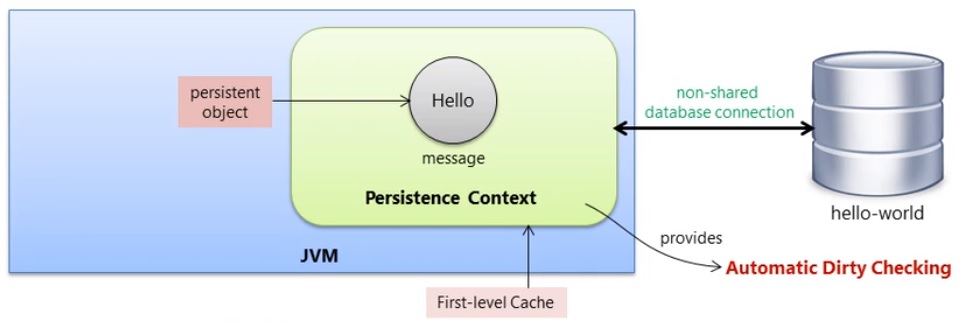 persistent
object
Hello
message
Persistence Context
JVM
First-level Cache
non-shared
database connection
hello-world
provides
Automatic Dirty Checking